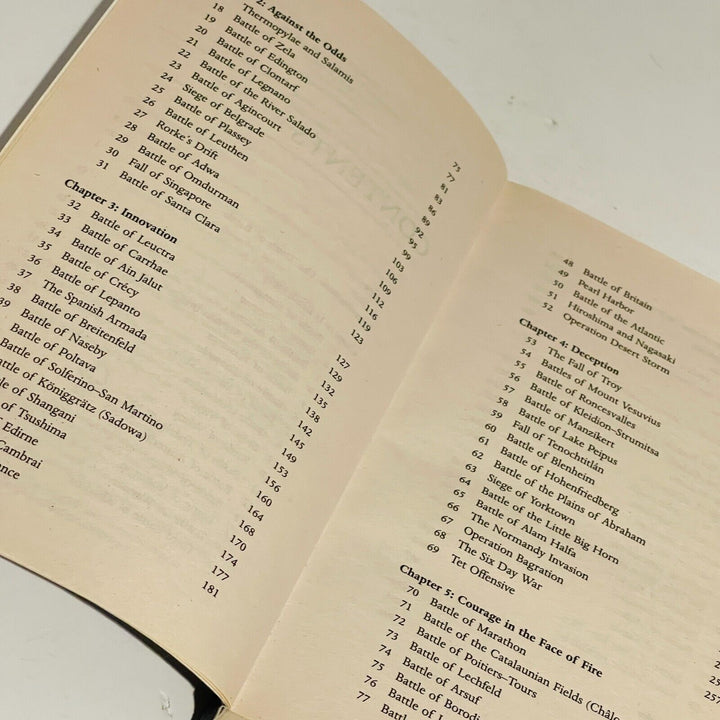 2: Against the Odds
Thermopylae and Salamis
18 Battle of Zela
19 Battle of Edington
20 Battle of Clontarf
21 Battle of Legnano
22 Battle of the River Salado
23 Battle of Agincourt
24 Siege of Belgrade
25 Battle of Plassey
26 Battle of Leuthen
27 Rorke's Drift
28 Battle of Adwa
29 Battle of Omdurman
30 Fall of Singapore
31 Battle of Santa Clara
Chapter 3: Innovation
32 Battle of Leuctra
33 Battle of Carrhae
34 Battle of Ain Jalut
35 Battle of Crécy
36 Battle of Lepanto
37 The Spanish Armada
38 Battle of Breitenfeld
39 Battle of Naseby
Battle of Poltava
Battle of Solferino–San Martino
attle of Königgrätz (Sadowa)
le of Shangani
of Tsushima
Edirne
Cambrai
ance
75
77
81
83
86
89
92
95
99
103
106
109
112
116
119
123
127
129
132
135
138
142
145
149
153
156
160
164
168
170
174
177
181
48 Battle of Britain
49 Pearl Harbor
50 Battle of the Atlantic
51 Hiroshima and Nagasaki
52 Operation Desert Storm
Chapter 4: Deception
53 The Fall of Troy
54 Battles of Mount Vesuvius
55 Battle of Roncesvalles
56 Battle of Kleidion–Strumitsa
57 Battle of Manzikert
58 Battle of Lake Peipus
59 Fall of Tenochtitlán
60 Battle of Blenheim
61 Battle of Hohenfriedberg
62 Battle of the Plains of Abraham
63 Siege of Yorktown
64 Battle of the Little Big Horn
65 Battle of Alam Halfa
66 The Normandy Invasion
67 Operation Bagration
68 The Six Day War
69 Tet Offensive
Chapter 5: Courage in the Face of Fire
70 Battle of Marathon
71 Battle of the Catalaunian Fields (Châlo
72 Battle of Poitiers–Tours
73 Battle of Lechfeld
74 Battle of Arsuf
75 Battle of Borodi
76 Battle of L
77 Battle
257